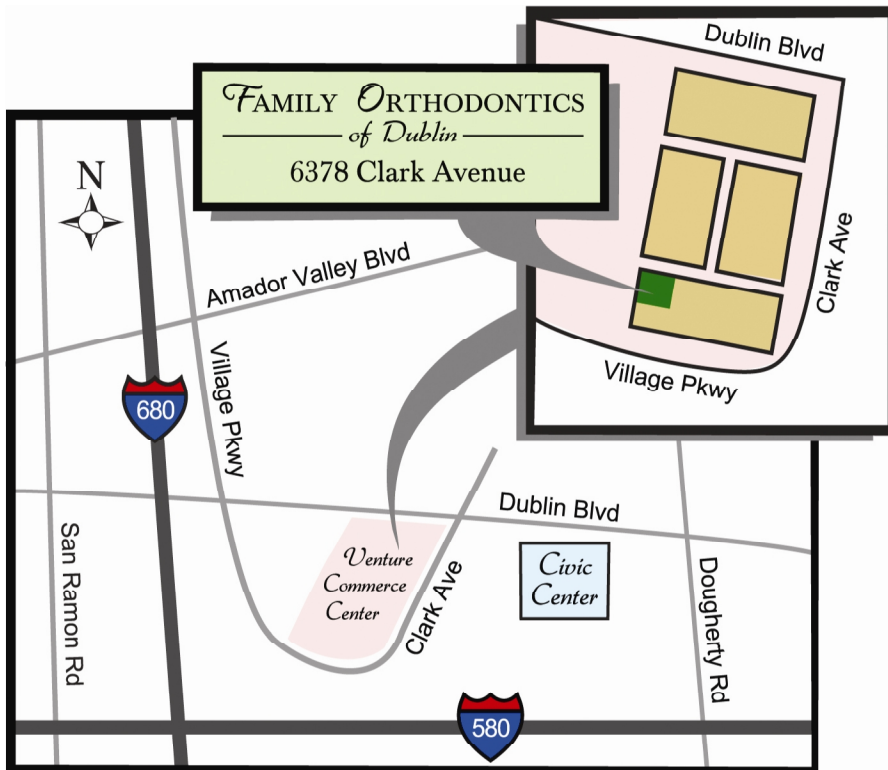 Dublin Blvd
FAMILY ORTHODONTICS
of Dublin
6378 Clark Avenue
N
Amador Valley Blvd
Clark Ave
Village Pkwy
Village Pkwy
680
Dublin Blvd
San Ramon Rd
Venture
Commerce
Center
Clark Ave
Civic
Center
Dougherty Rd
580